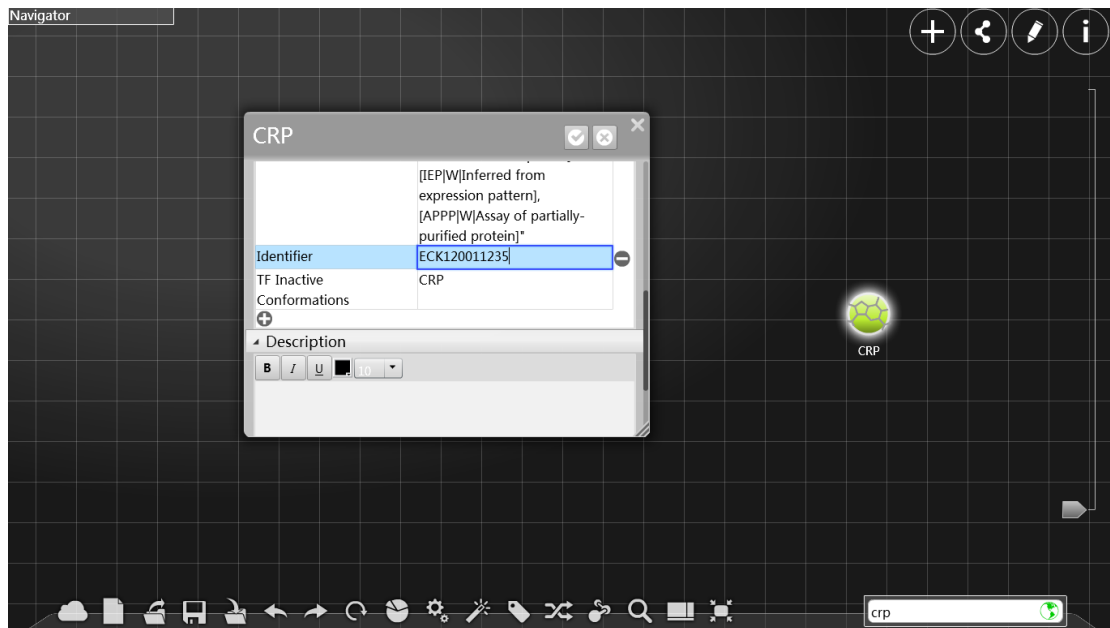 Navigator
CRP
[IEP|W|Inferred from
expression pattern],
[APPP|W|Assay of partially-
purified protein]"
Identifier
ECK120011235
TF Inactive
Conformations
CRP
Description
B I U 10
CRP
crp